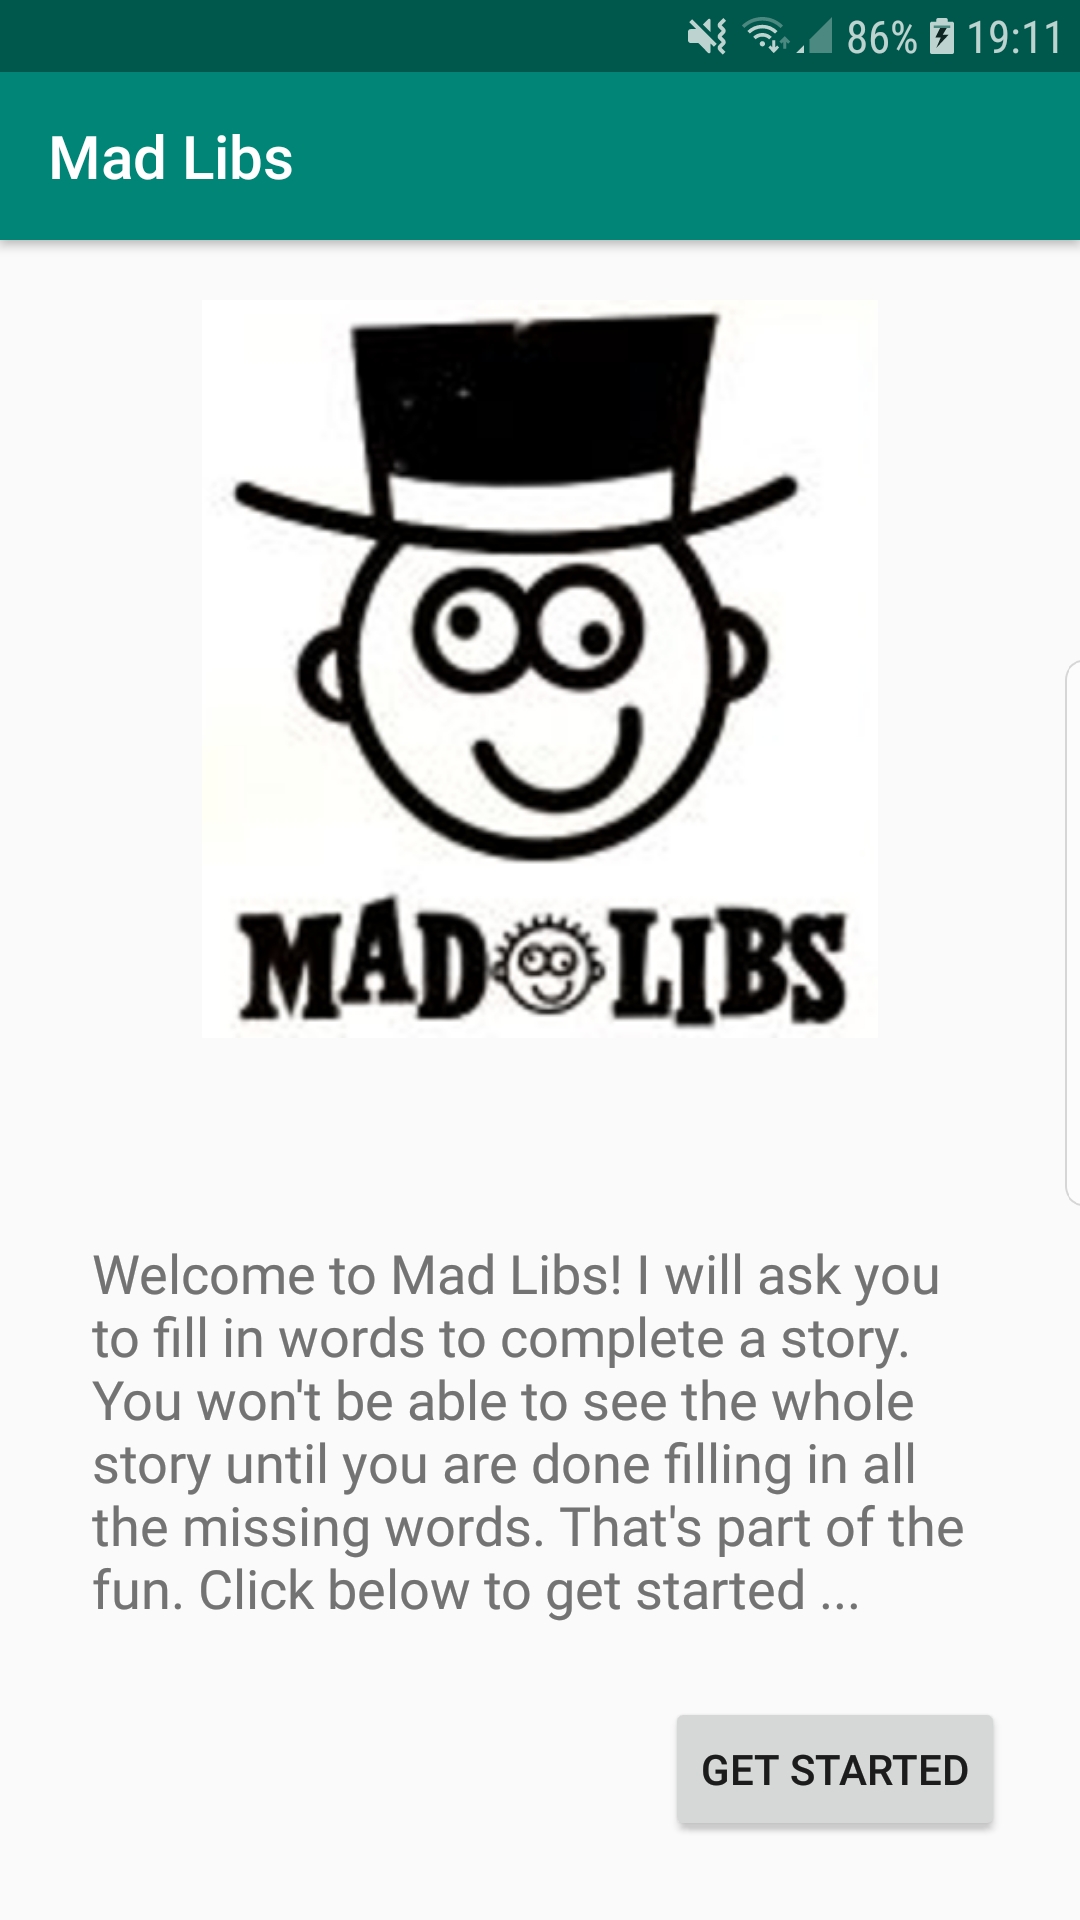 86% 19:11
Mad Libs
MAD LIBS
Welcome to Mad Libs! I will ask you
to fill in words to complete a story.
You won't be able to see the whole
story until you are done filling in all
the missing words. That's part of the
fun. Click below to get started ...
GET STARTED